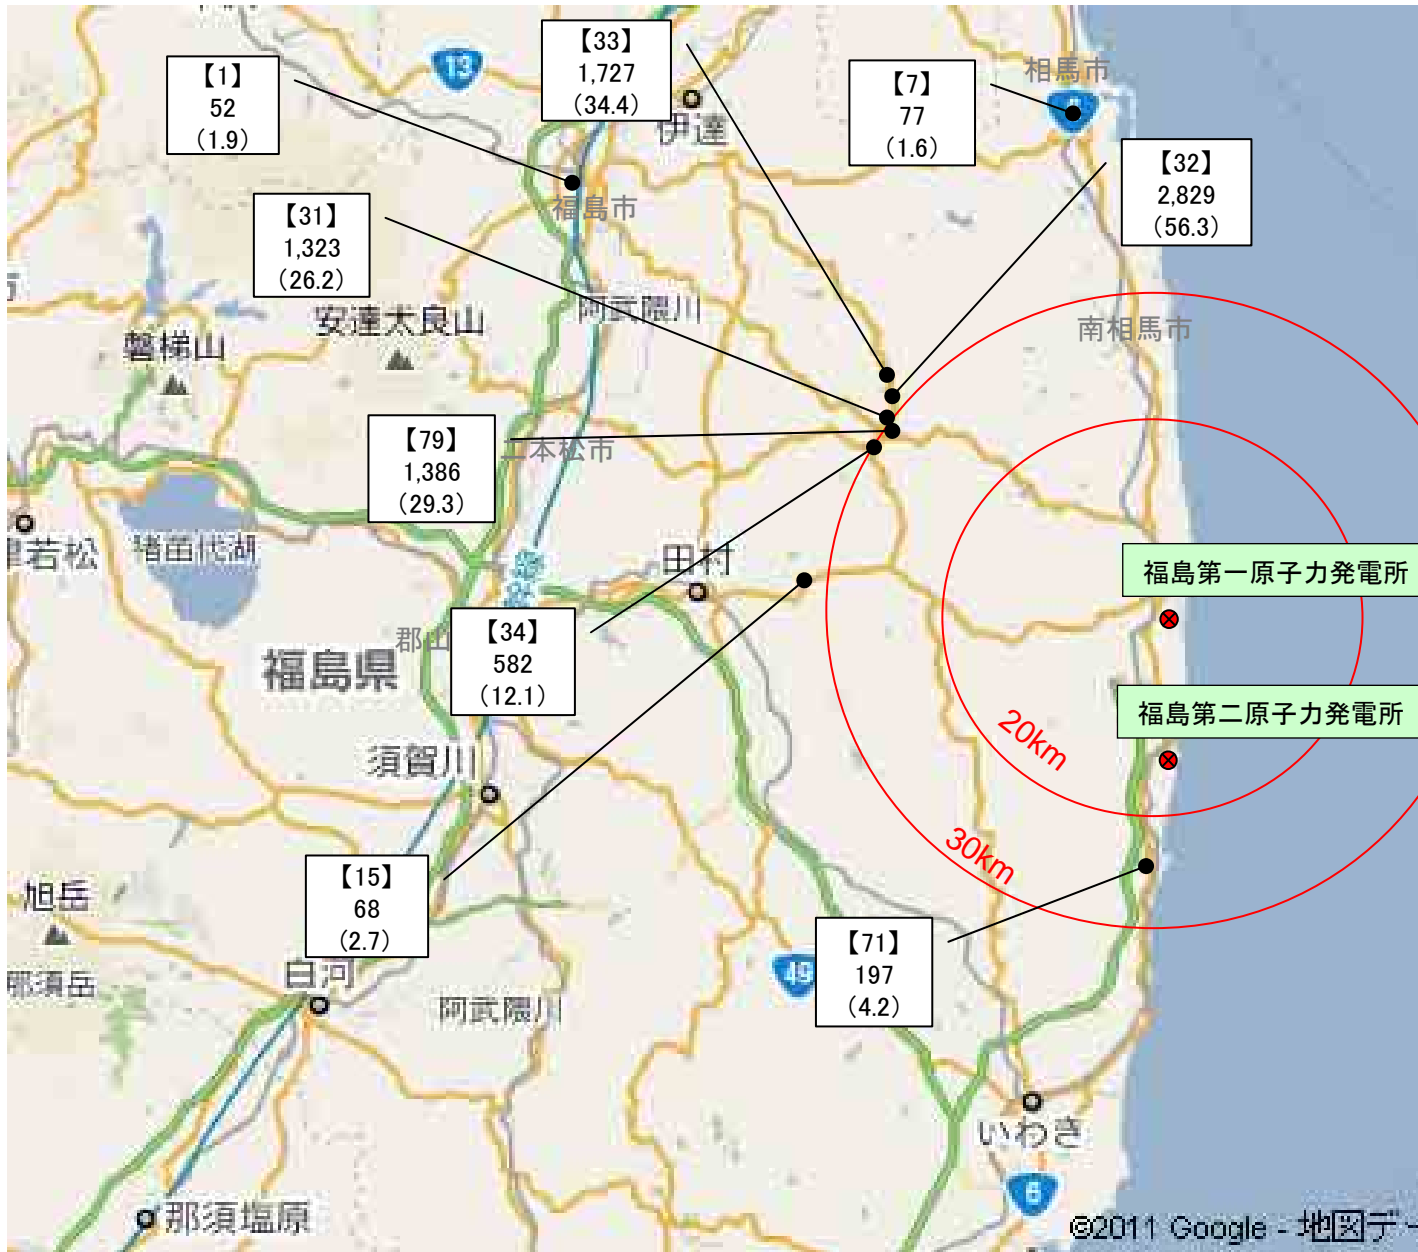 【33】
1,727
(34.4)
【1】
52
(1.9)
13
伊達
【7】
77
(1.6)
相馬市
【32】
2,829
(56.3)
福島市
【31】
1,323
(26.2)
安達太良山
阿武隈川
磐梯山
南相馬市
【79】
1,386
(29.3)
二本松市
若松
猪苗代湖
田村
福島第一原子力発電所
【34】
582
(12.1)
郡山
福島県
福島第二原子力発電所
20km
須賀川
30km
【15】
68
(2.7)
旭岳
那須岳
白河
阿武隈川
49
【71】
197
(4.2)
いわき
6
那須塩原
©2011 Google - 地図デー